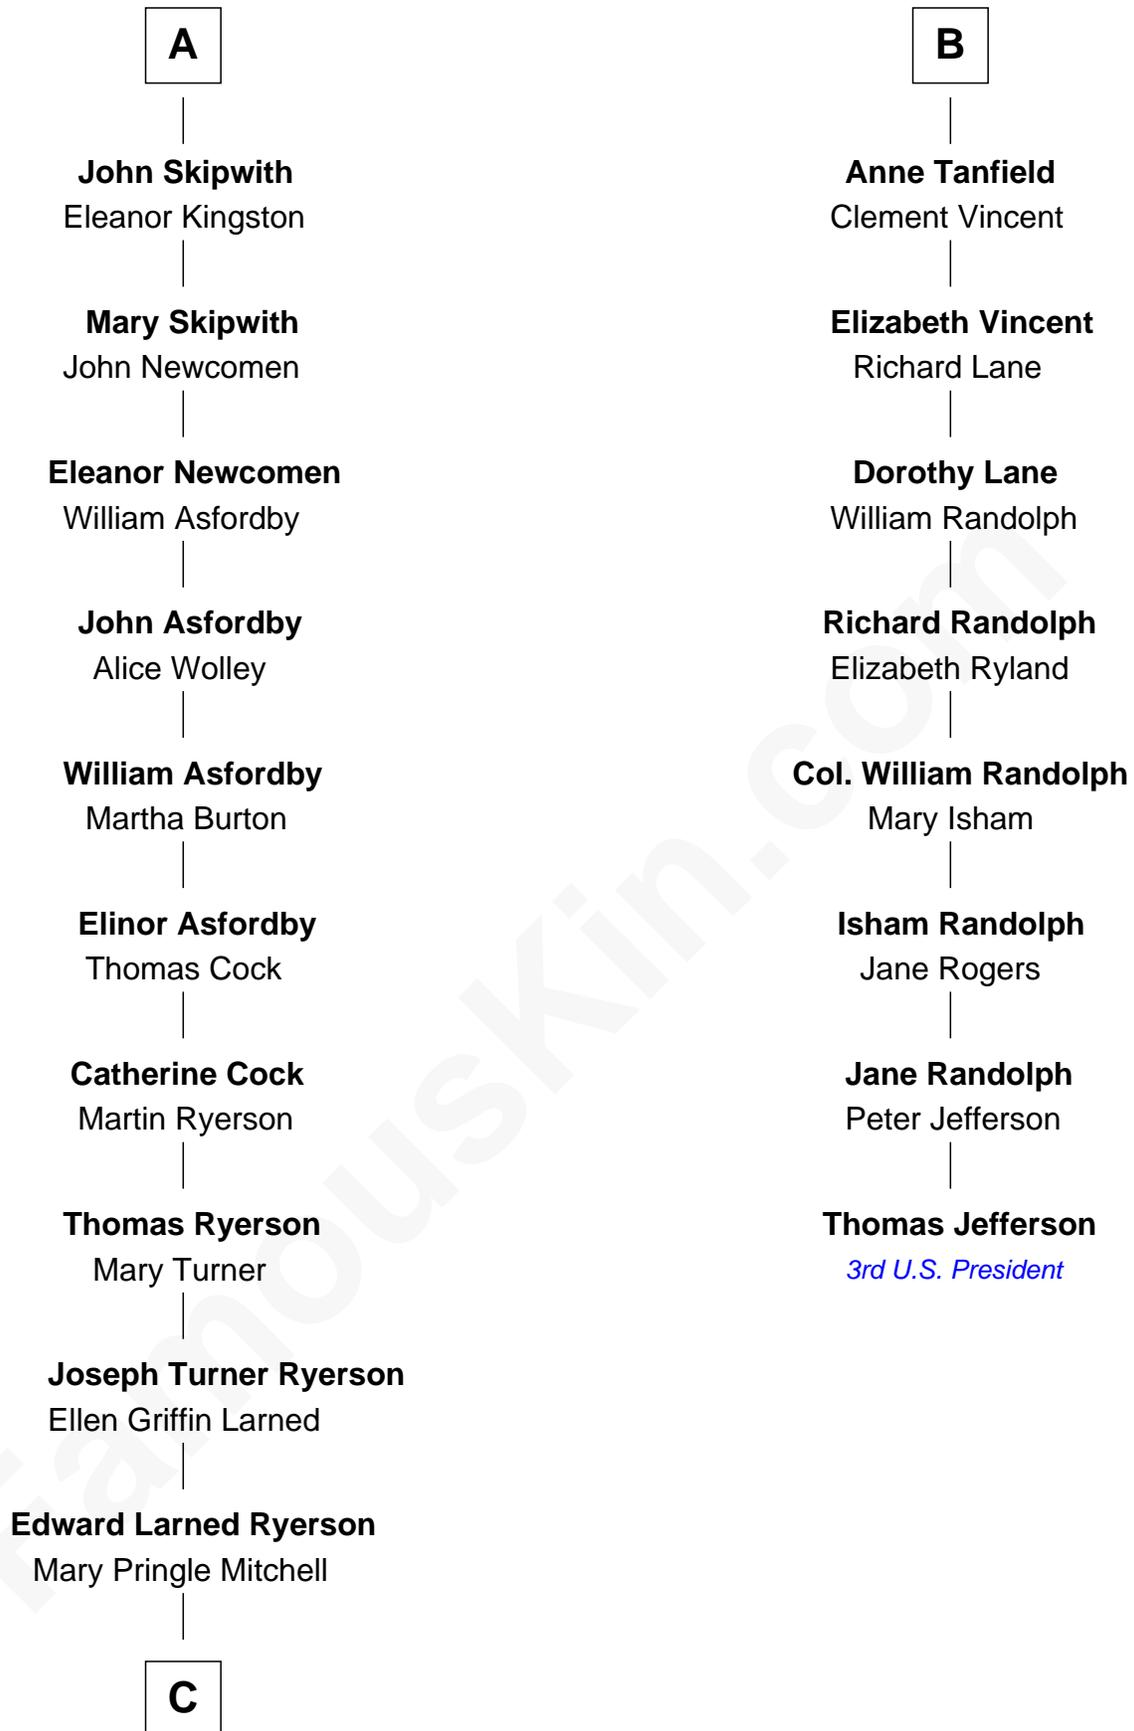 A
John Skipwith
Eleanor Kingston
Mary Skipwith
John Newcomen
Eleanor Newcomen
William Asfordby
John Asfordby
Alice Wolley
William Asfordby
Martha Burton
Elinor Asfordby
Thomas Cock
Catherine Cock
Martin Ryerson
Thomas Ryerson
Mary Turner
Joseph Turner Ryerson
Ellen Griffin Larned
Edward Larned Ryerson
Mary Pringle Mitchell
C
B
Anne Tanfield
Clement Vincent
Elizabeth Vincent
Richard Lane
Dorothy Lane
William Randolph
Richard Randolph
Elizabeth Ryland
Col. William Randolph
Mary Isham
Isham Randolph
Jane Rogers
Jane Randolph
Peter Jefferson
Thomas Jefferson
3rd U.S. President
FamousKin.com